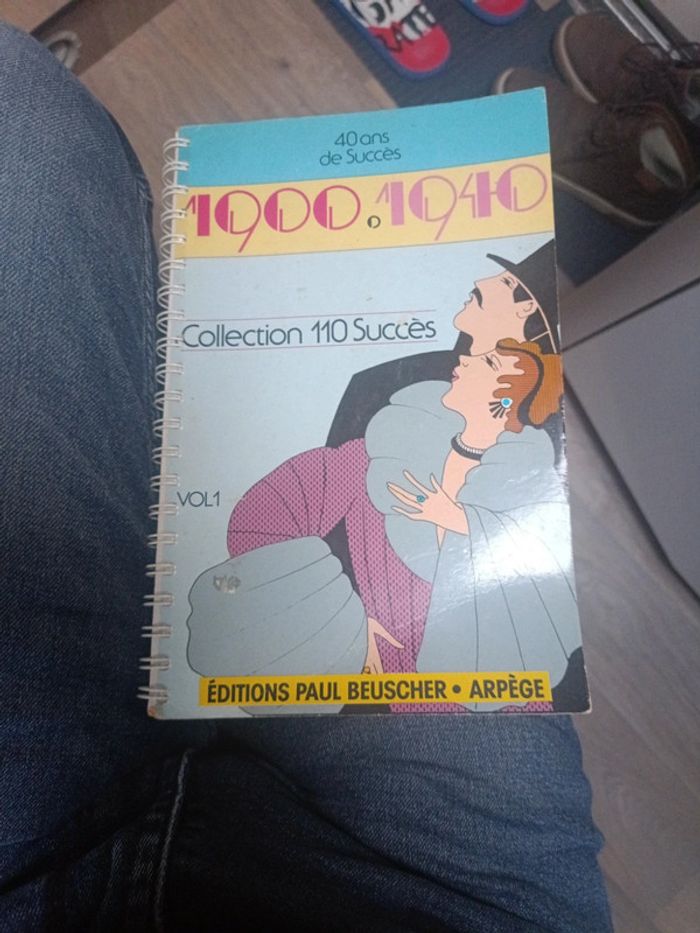 40 ans
de Succès
1900 • 1940
Collection 110 Succès
VOL1
ÉDITIONS PAUL BEUSCHER • ARPÈGE